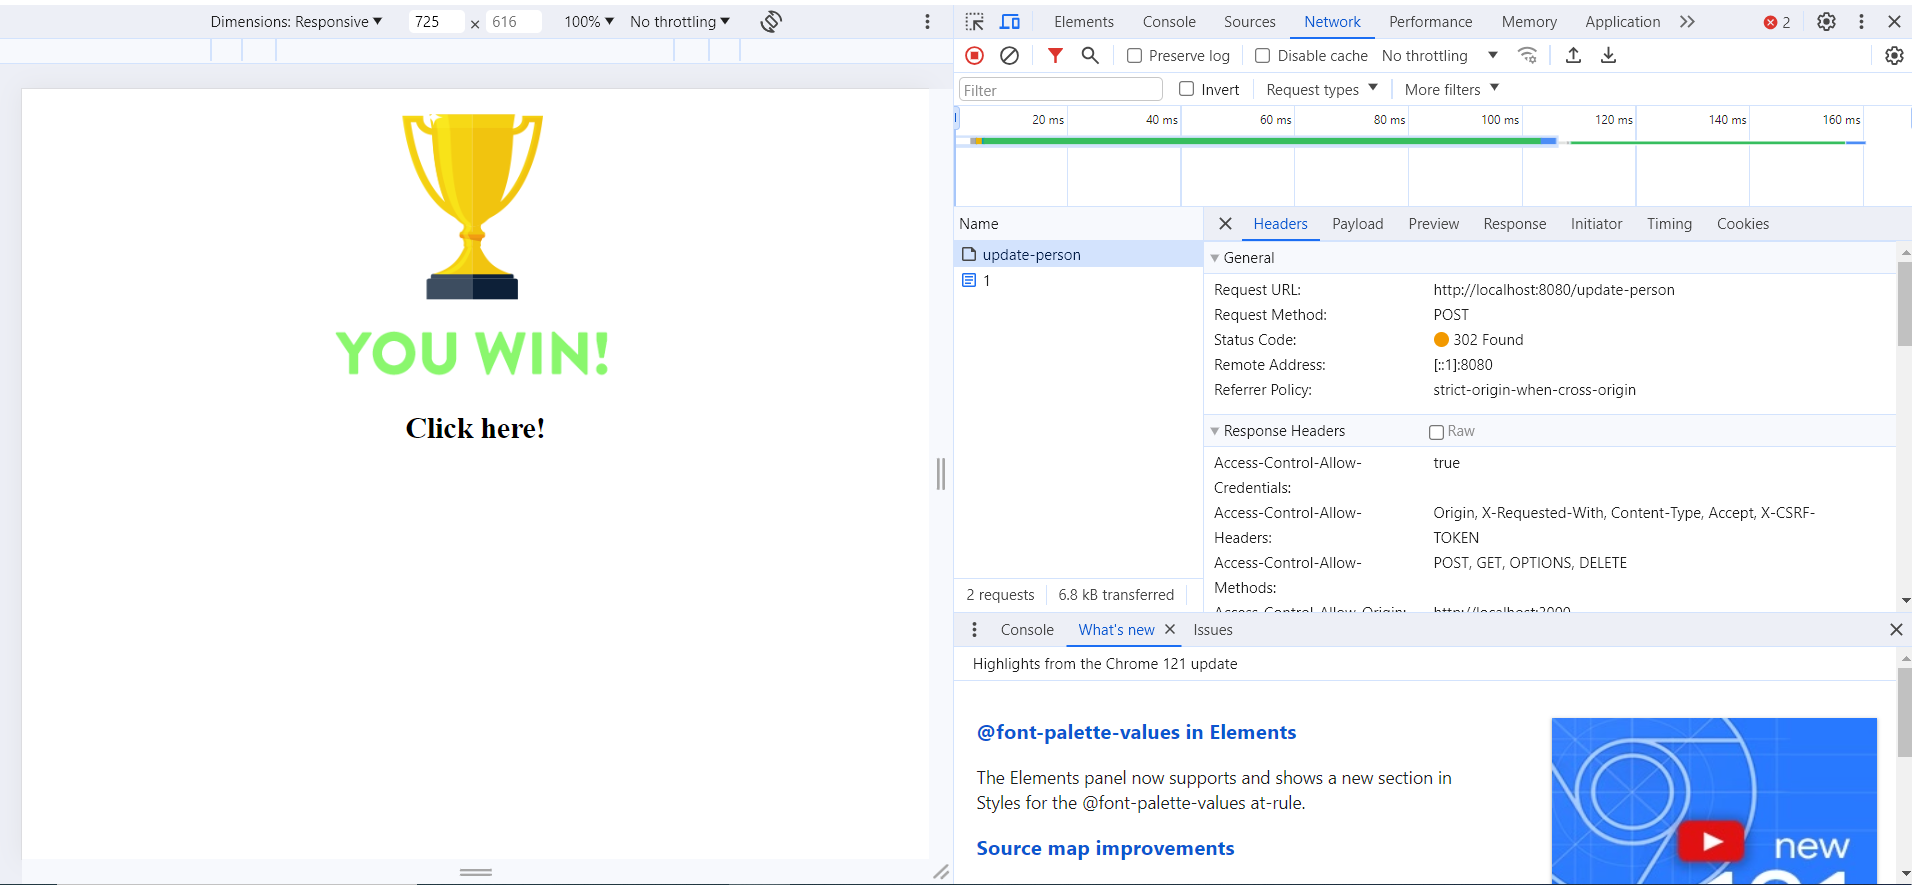 Dimensions: Responsive 725 × 616 100% No throttling
YOU WIN!
Click here!
Elements Console Sources Network Performance Memory Application 2
Preserve log Disable cache No throttling
Filter Invert Request types More filters
20 ms 40 ms 60 ms 80 ms 100 ms 120 ms 140 ms 160 ms
Name
update-person
1
2 requests 6.8 kB transferred
Headers Payload Preview Response Initiator Timing Cookies
General
Request URL: http://localhost:8080/update-person
Request Method: POST
Status Code: 302 Found
Remote Address: [::1]:8080
Referrer Policy: strict-origin-when-cross-origin
Response Headers Raw
Access-Control-Allow- true
Credentials:
Access-Control-Allow- Origin, X-Requested-With, Content-Type, Accept, X-CSRF-
Headers: TOKEN
Access-Control-Allow- POST, GET, OPTIONS, DELETE
Methods:
Access-Control-Allow-Origin: http://localhost:3000
Console What's new Issues
Highlights from the Chrome 121 update
@font-palette-values in Elements
The Elements panel now supports and shows a new section in
Styles for the @font-palette-values at-rule.
Source map improvements
new
121